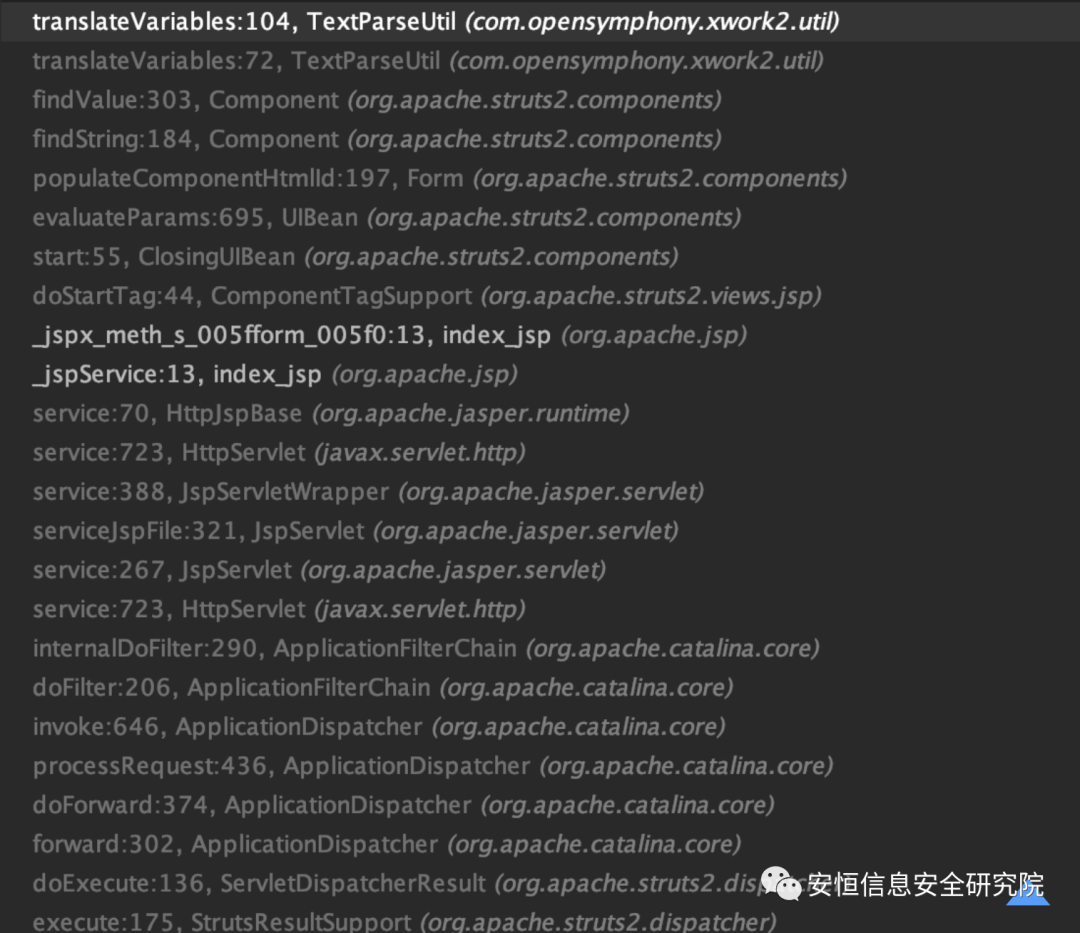 translateVariables:104, TextParseUtil (com.opensymphony.xwork2.util)
translateVariables:72, TextParseUtil (com.opensymphony.xwork2.util)
findValue:303, Component (org.apache.struts2.components)
findString:184, Component (org.apache.struts2.components)
populateComponentHtmlId:197, Form (org.apache.struts2.components)
evaluateParams:695, UIBean (org.apache.struts2.components)
start:55, ClosingUIBean (org.apache.struts2.components)
doStartTag:44, ComponentTagSupport (org.apache.struts2.views.jsp)
_jspx_meth_s_005fform_005f0:13, index_jsp (org.apache.jsp)
_jspService:13, index_jsp (org.apache.jsp)
service:70, HttpJspBase (org.apache.jasper.runtime)
service:723, HttpServlet (javax.servlet.http)
service:388, JspServletWrapper (org.apache.jasper.servlet)
serviceJspFile:321, JspServlet (org.apache.jasper.servlet)
service:267, JspServlet (org.apache.jasper.servlet)
service:723, HttpServlet (javax.servlet.http)
internalDoFilter:290, ApplicationFilterChain (org.apache.catalina.core)
doFilter:206, ApplicationFilterChain (org.apache.catalina.core)
invoke:646, ApplicationDispatcher (org.apache.catalina.core)
processRequest:436, ApplicationDispatcher (org.apache.catalina.core)
doForward:374, ApplicationDispatcher (org.apache.catalina.core)
forward:302, ApplicationDispatcher (org.apache.catalina.core)
doExecute:136, ServletDispatcherResult (org.apache.struts2.dis
安恒信息安全研究院
execute:175, StrutsResultSupport (org.apache.struts2.dispatcher)